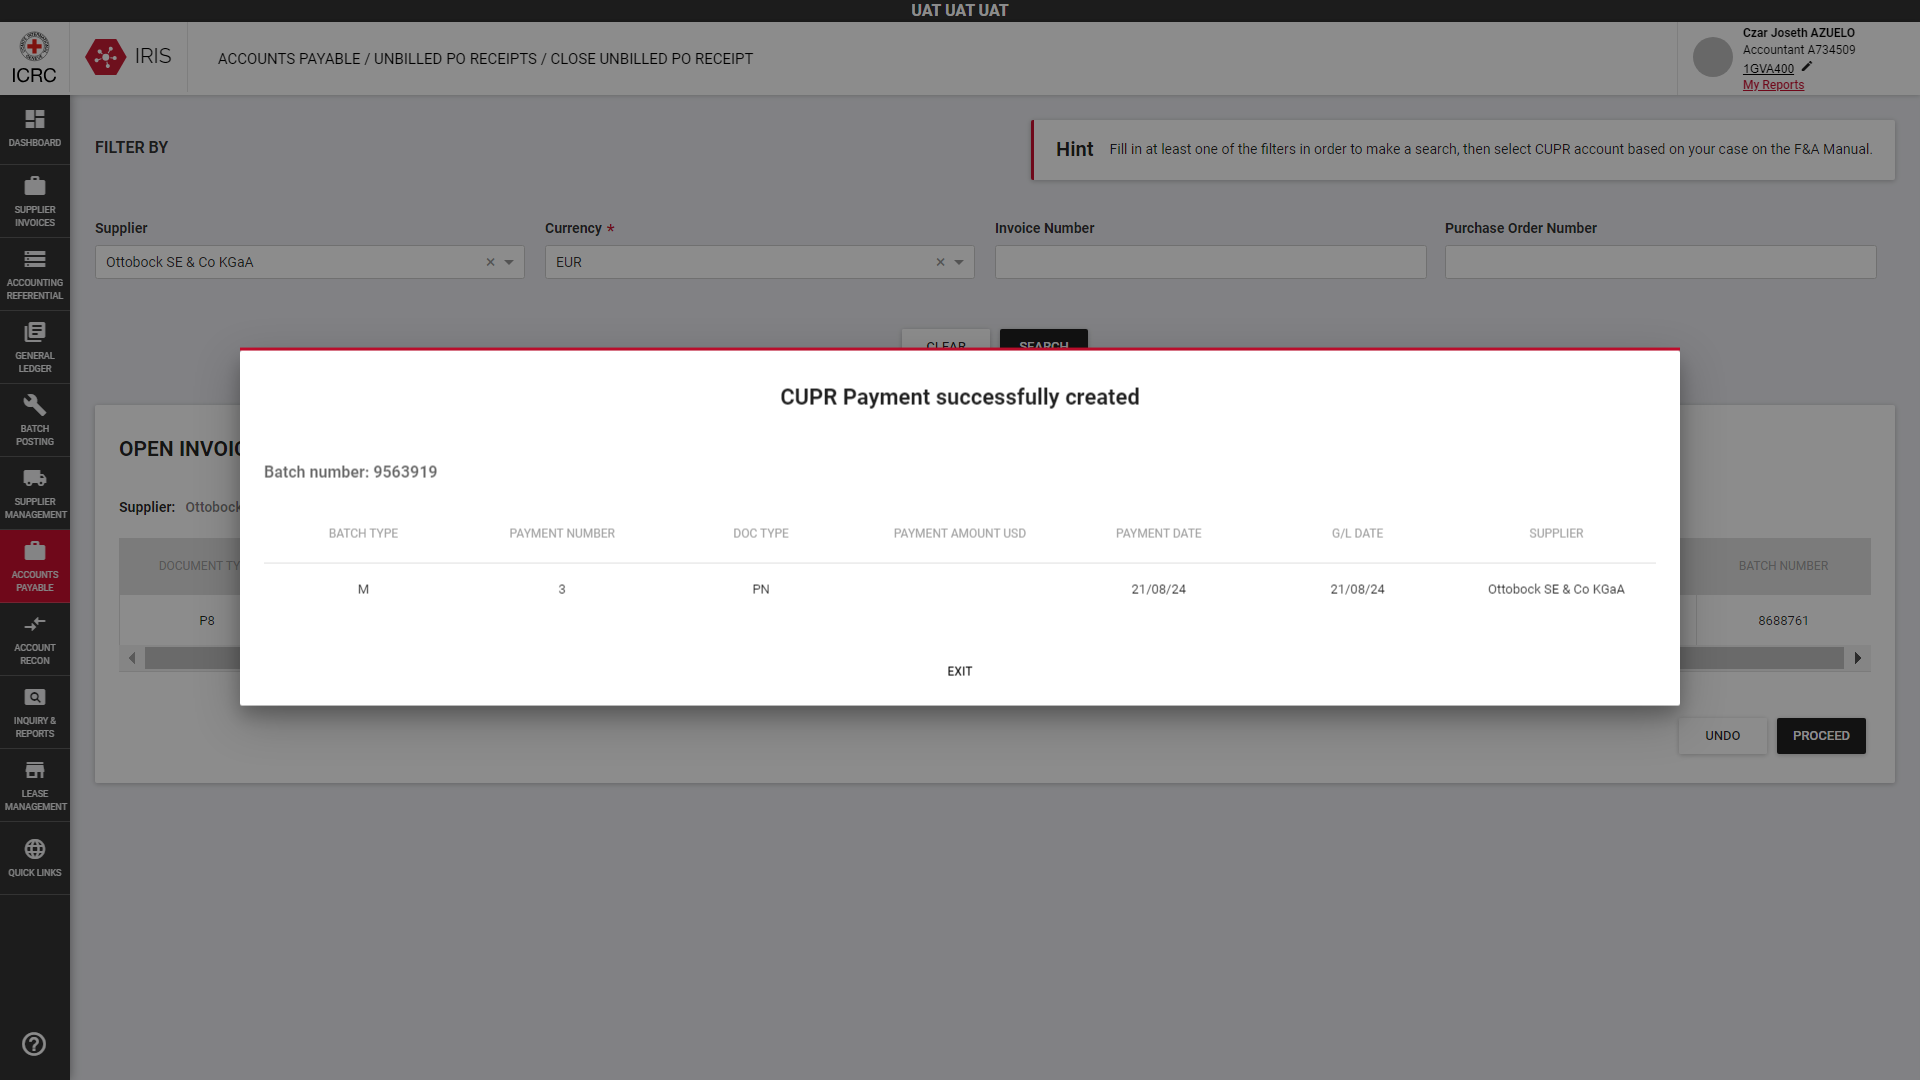 UAT UAT UAT
ICRC
IRIS
ACCOUNTS PAYABLE / UNBILLED PO RECEIPTS / CLOSE UNBILLED PO RECEIPT
Czar Joseth AZUELO
Accountant A734509
1GVA400
My Reports
DASHBOARD
SUPPLIER
INVOICES
ACCOUNTING
REFERENTIAL
GENERAL
LEDGER
BATCH
POSTING
SUPPLIER
MANAGEMENT
ACCOUNTS
PAYABLE
ACCOUNT
RECON
INQUIRY &
REPORTS
LEASE
MANAGEMENT
QUICK LINKS
FILTER BY
Hint Fill in at least one of the filters in order to make a search, then select CUPR account based on your case on the F&A Manual.
Supplier Currency * Invoice Number Purchase Order Number
Ottobock SE & Co KGaA EUR
CLEAR SEARCH
CUPR Payment successfully created
Batch number: 9563919
BATCH TYPE PAYMENT NUMBER DOC TYPE PAYMENT AMOUNT USD PAYMENT DATE G/L DATE SUPPLIER
M 3 PN 21/08/24 21/08/24 Ottobock SE & Co KGaA
EXIT
OPEN INVOIC
Supplier: Ottobock
DOCUMENT TY BATCH NUMBER
P8 8688761
UNDO PROCEED